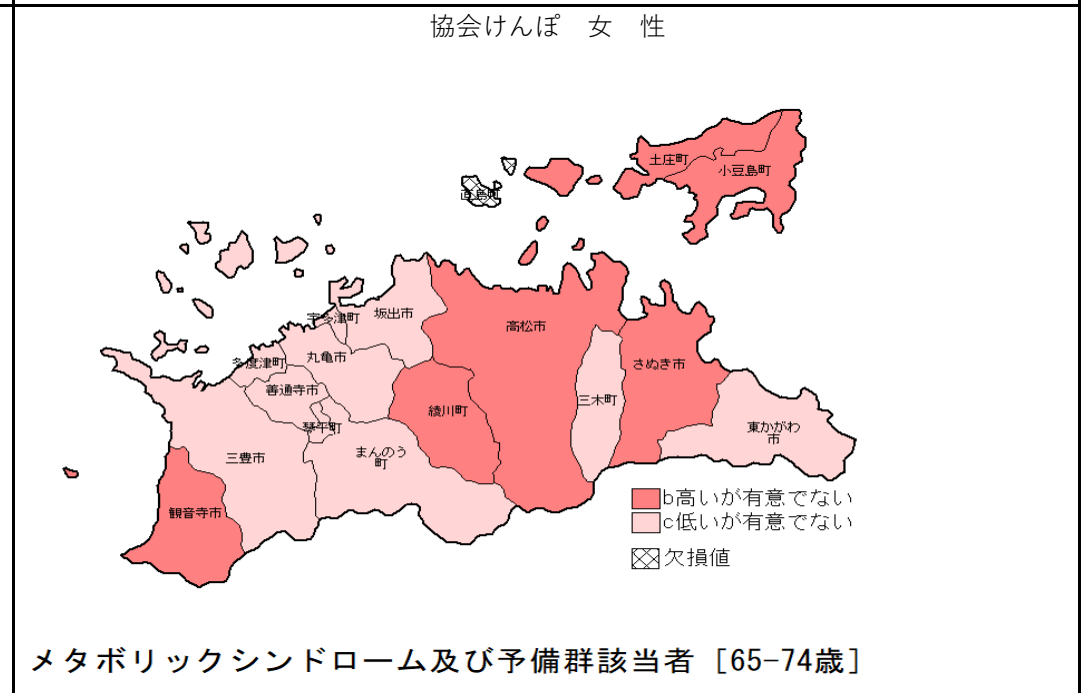 協会けんぽ　女　性
土庄町
小豆島町
直島町
宇多津町
坂出市
高松市
多度津町
丸亀市
さぬき市
善通寺市
三木町
綾川町
琴平町
東かがわ
市
三豊市
まんのう
町
観音寺市
b高いが有意でない
c低いが有意でない
欠損値
メタボリックシンドローム及び予備群該当者［65-74歳］